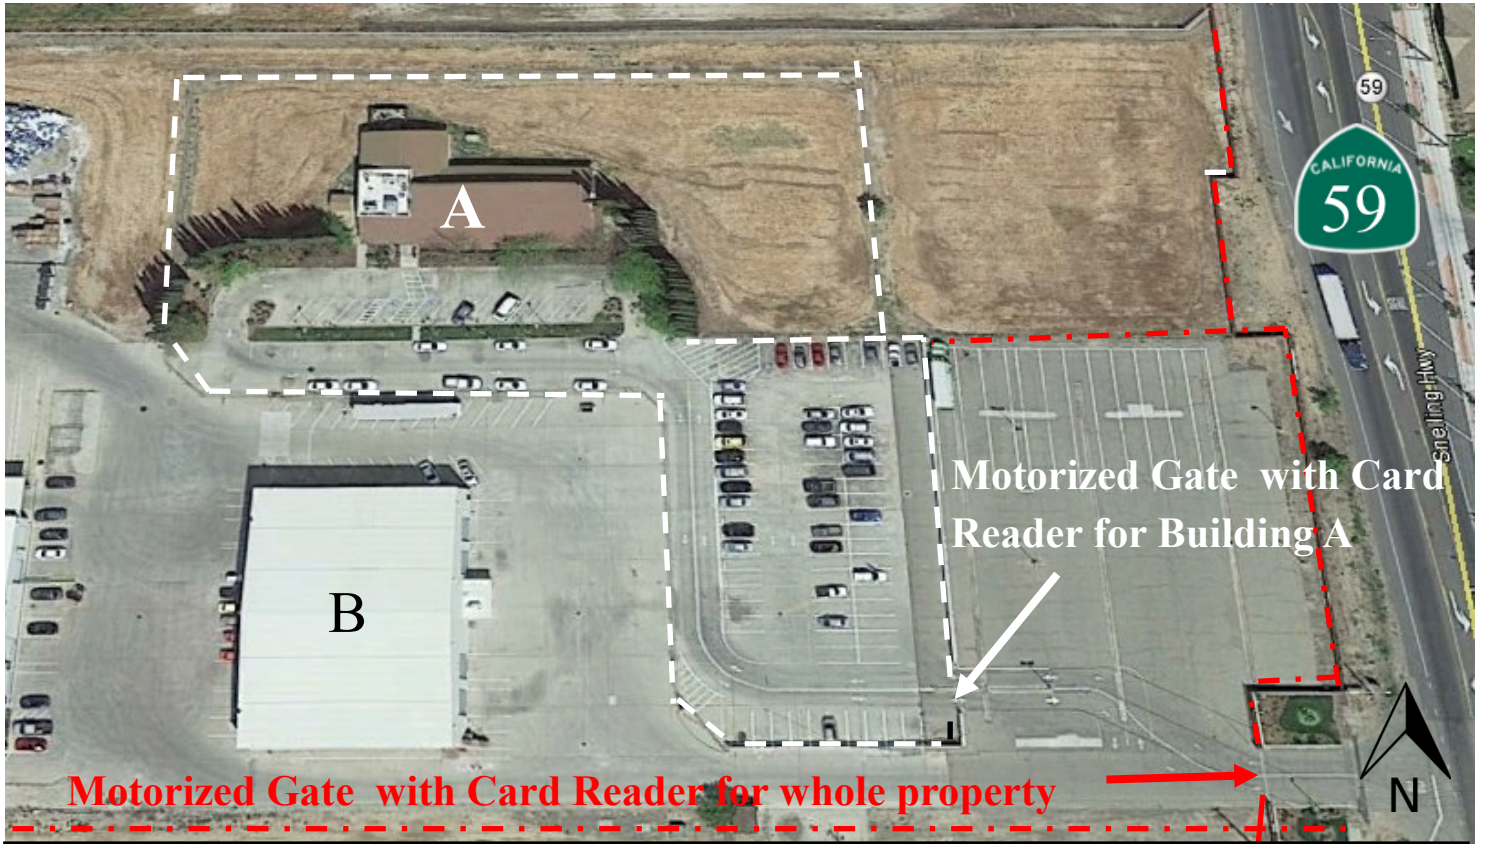 59
CALIFORNIA
59
A
Snelling Hwy
Motorized Gate  with Card
Reader for Building A
B
Motorized Gate  with Card Reader for whole property
N